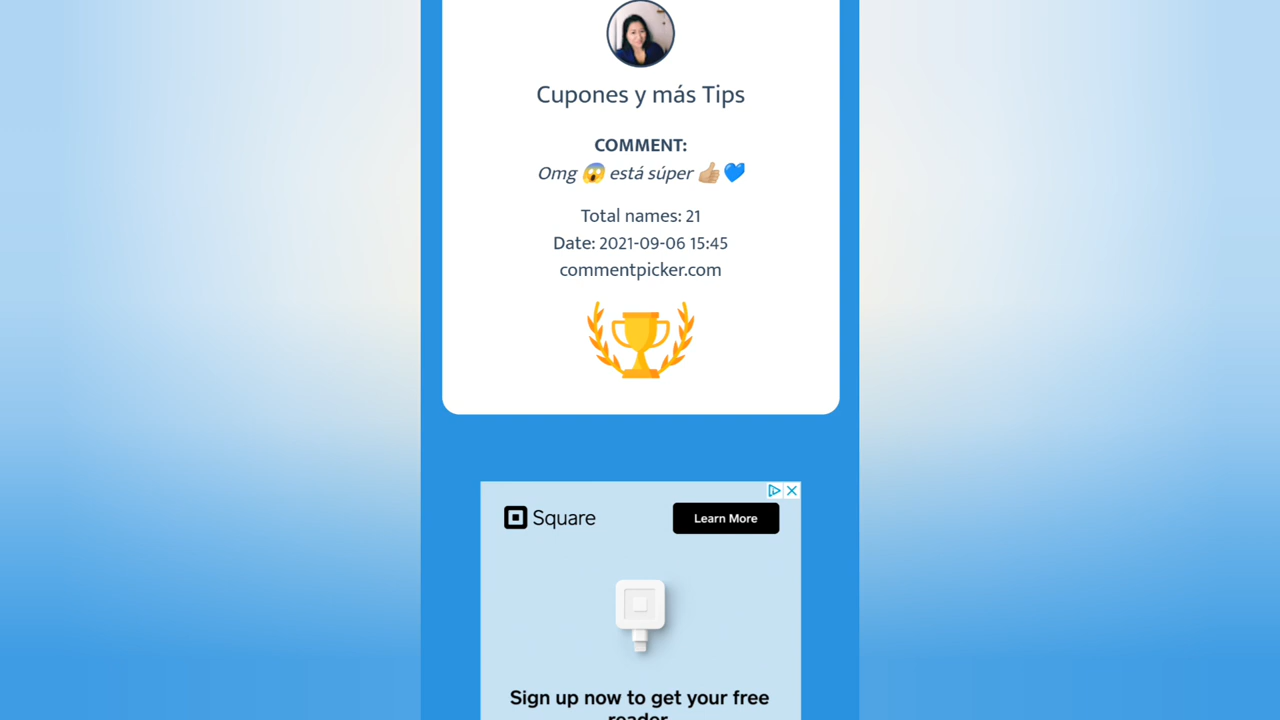 Cupones y más Tips
COMMENT:
Omg 😱 está súper 👍🏼💙
Total names: 21
Date: 2021-09-06 15:45
commentpicker.com
Square
Learn More
Sign up now to get your free
reader